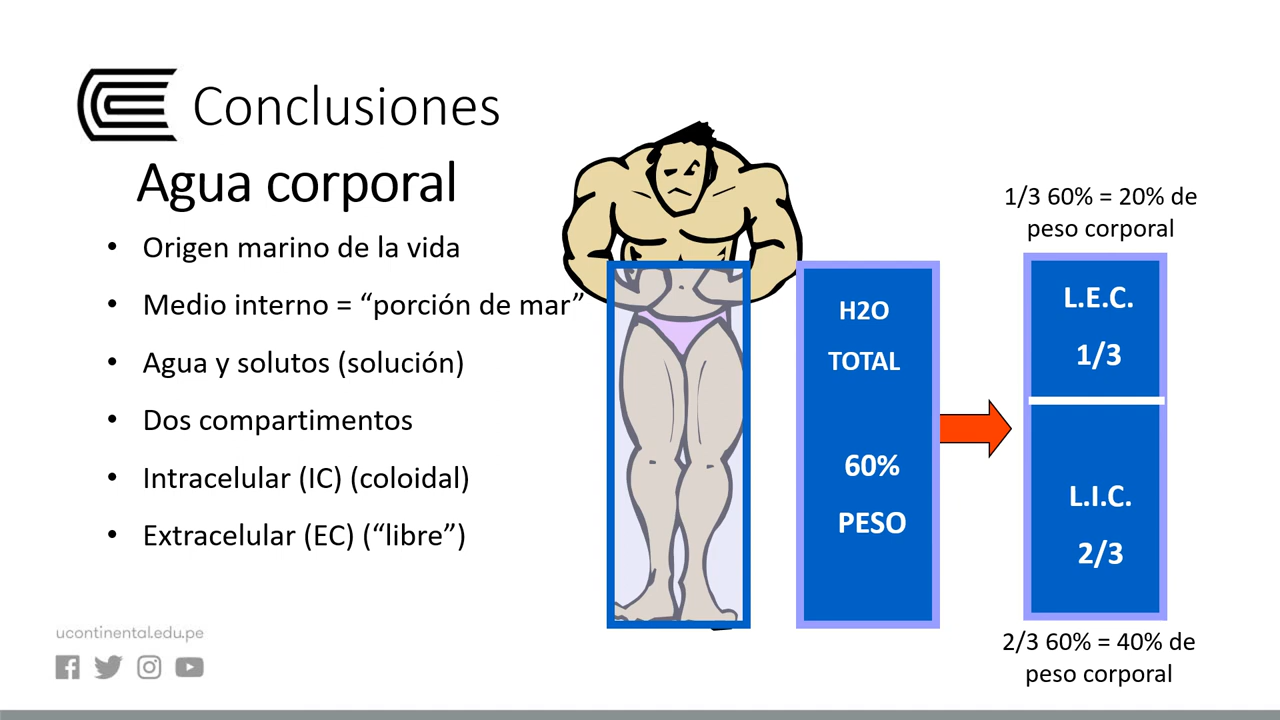 Conclusiones
Agua corporal
• Origen marino de la vida
• Medio interno = “porción de mar”
• Agua y solutos (solución)
• Dos compartimentos
• Intracelular (IC) (coloidal)
• Extracelular (EC) (“libre”)
ucontinental.edu.pe
H2O
TOTAL
60%
PESO
1/3 60% = 20% de
peso corporal
L.E.C.
1/3
L.I.C.
2/3
2/3 60% = 40% de
peso corporal